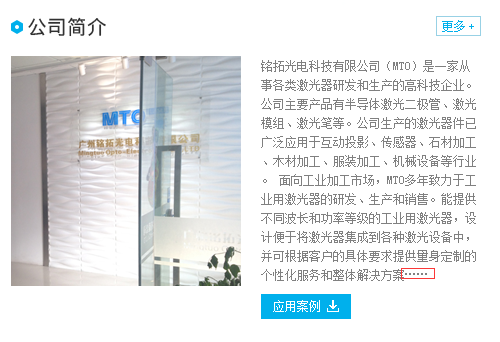 公司简介
更多 +
MTO
铭拓光电科技有限公司（MTO）是一家从
事各类激光器研发和生产的高科技企业。
公司主要产品有半导体激光二极管、激光
模组、激光笔等。公司生产的激光器件已
广泛应用于互动投影、传感器、石材加工
、木材加工、服装加工、机械设备等行业
。 面向工业加工市场，MTO多年致力于工
业用激光器的研发、生产和销售。能提供
不同波长和功率等级的工业用激光器，设
计便于将激光器集成到各种激光设备中，
并可根据客户的具体要求提供量身定制的
个性化服务和整体解决方案......
应用案例